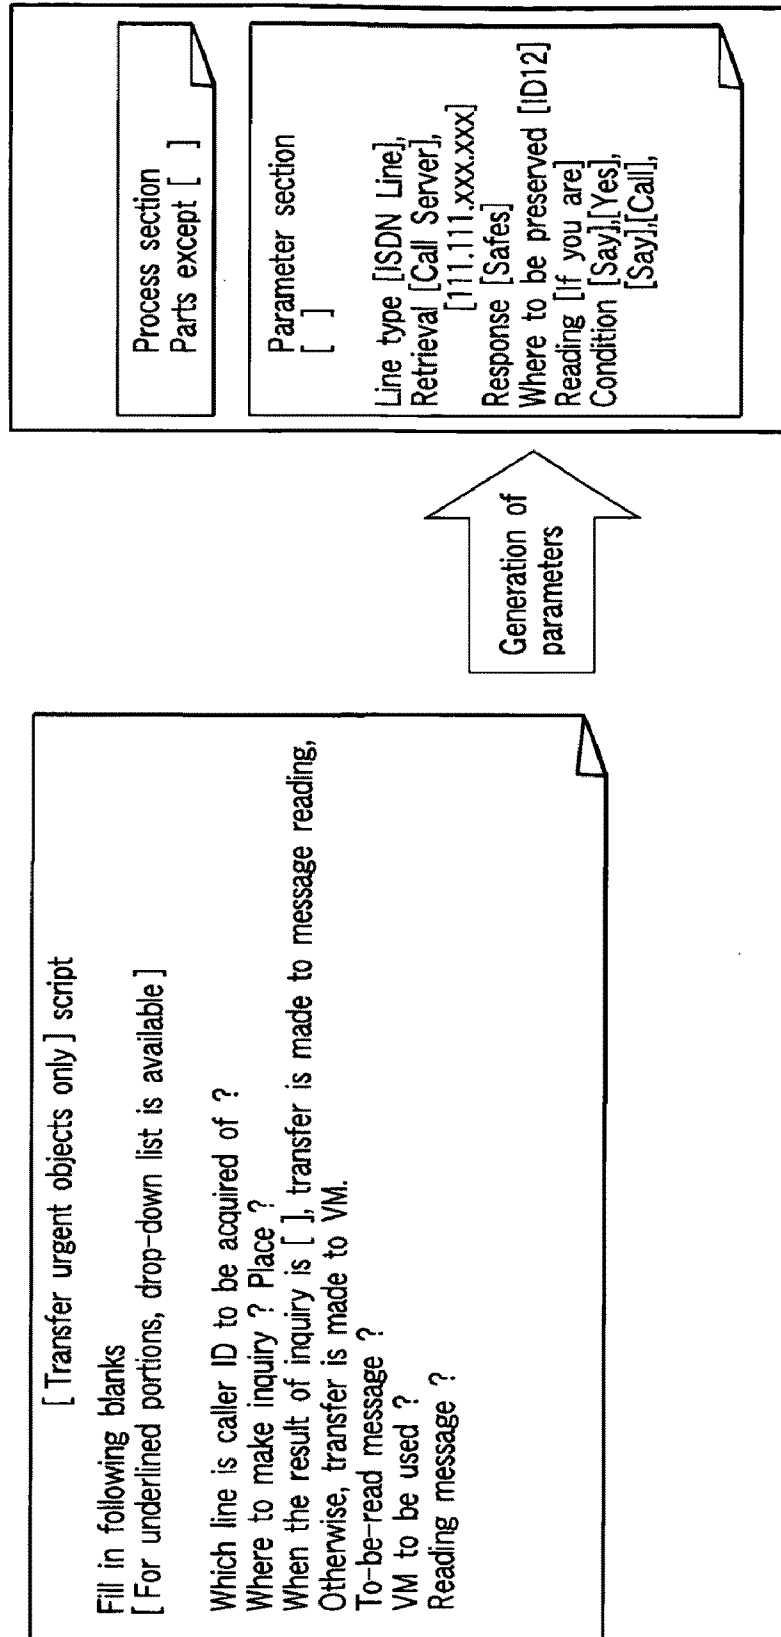 [Transfer urgent objects only] script
Fill in following blanks
[For underlined portions, drop-down list is available]
Which line is caller ID to be acquired of ?
Where to make inquiry ? Place ?
When the result of inquiry is [ ], transfer is made to message reading,
Otherwise, transfer is made to VM.
To-be-read message ?
VM to be used ?
Reading message ?
Generation of
parameters
Process section
Parts except [ ]
Parameter section
[ ]
Line type [ISDN Line],
Retrieval [Call Server],
[111.111.xxx.xxx]
Response [Safes]
Where to be preserved [ID12]
Reading [If you are]
Condition [Say],[Yes],
[Say],[Call],